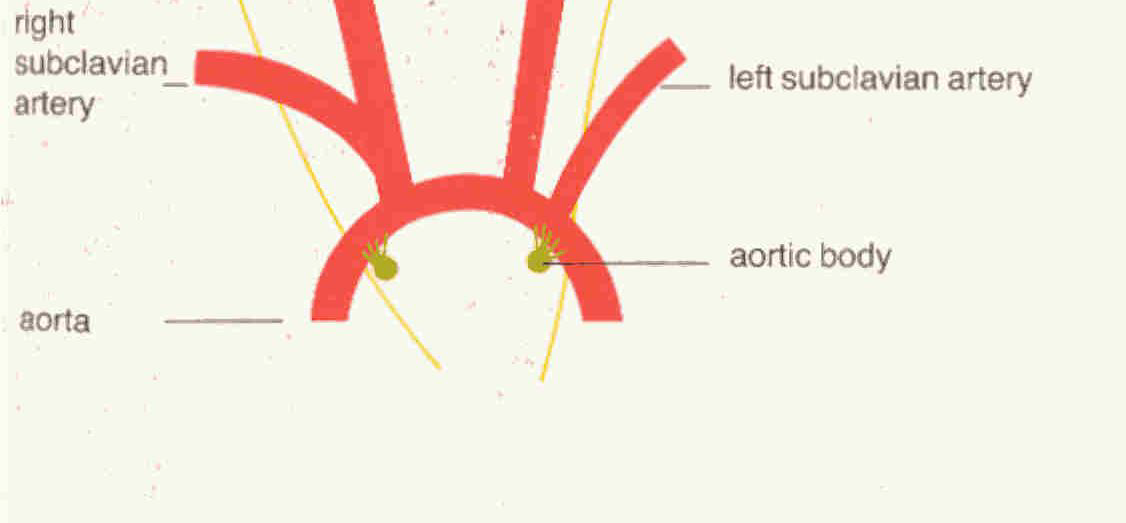 right
subclavian
artery
left subclavian artery
aortic body
aorta